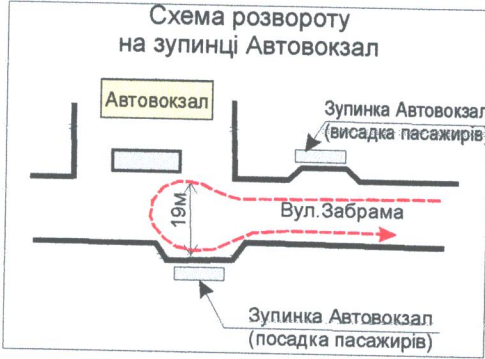 Схема розвороту
на зупинці Автовокзал
Автовокзал
Зупинка Автовокзал
(висадка пасажирів)
19м.
Вул.Забрама
Зупинка Автовокзал
(посадка пасажирів)